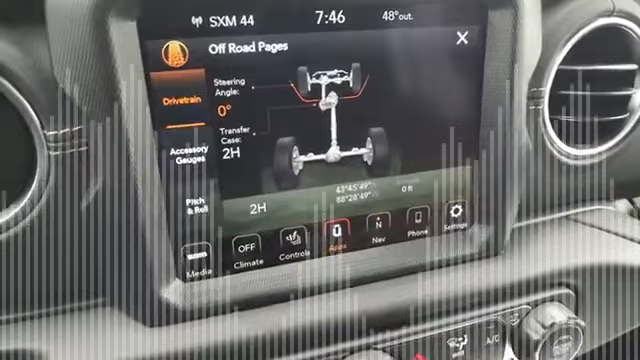 SXM 44
7:46
48°out.
Off Road Pages
X
Drivetrain
Steering
Angle:
0°
Transfer
Case:
2H
Accessory
Gauges
Pitch
& Roll
43°45'49"
88°28'49"
0 ft
2H
OFF
N
Media
Climate
Controls
Apps
Nav
Phone
Settings
A/C